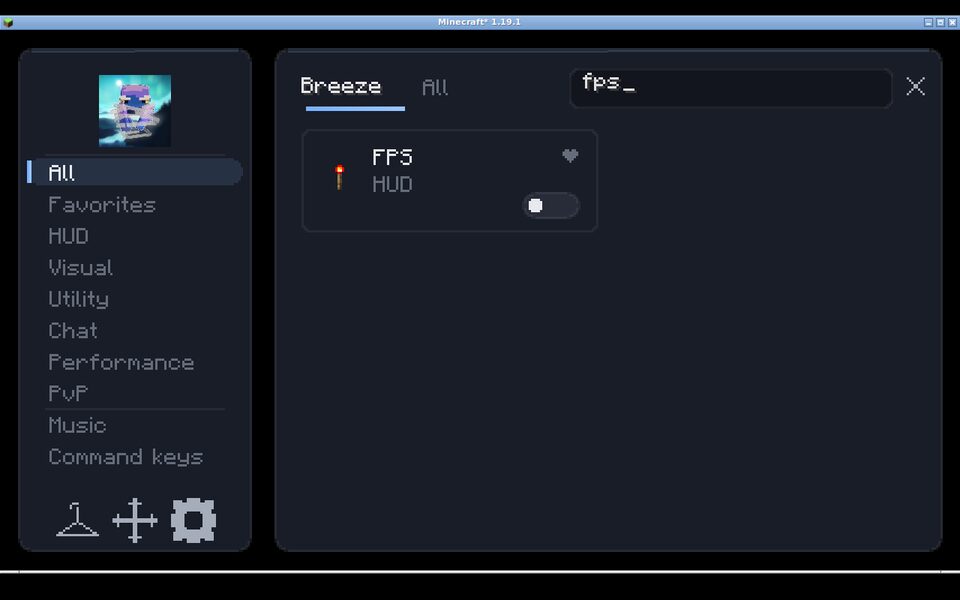 Minecraft* 1.19.1
All
Favorites
HUD
Visual
Utility
Chat
Performance
PvP
Music
Command keys
Breeze
All
fps_
FPS
HUD